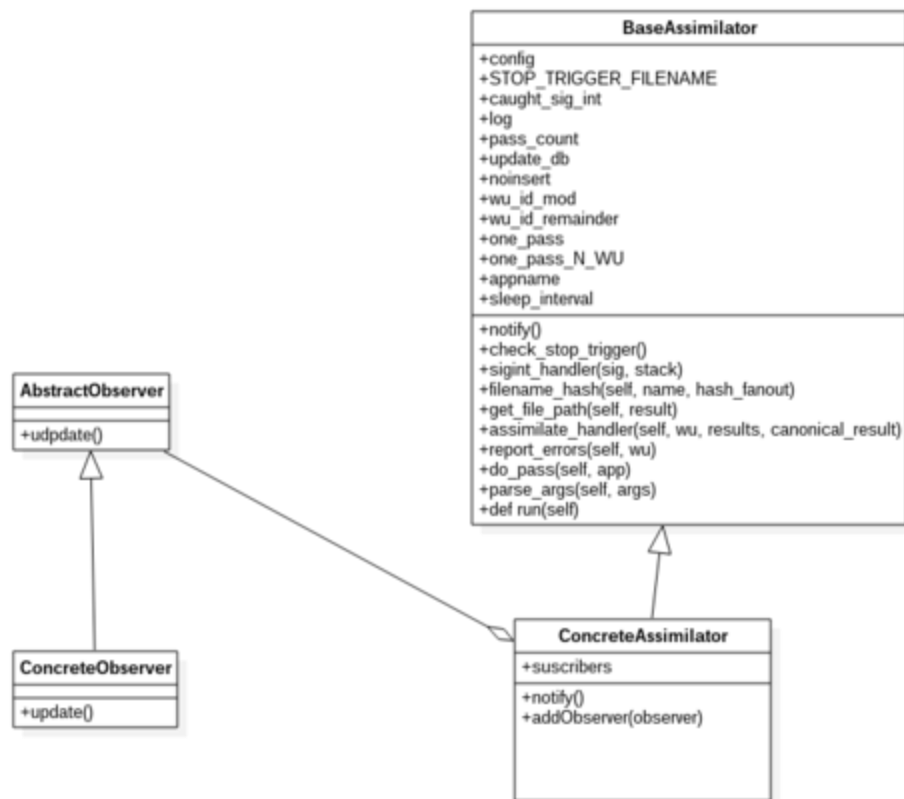 BaseAssimilator
+config
+STOP_TRIGGER_FILENAME
+caught_sig_int
+log
+pass_count
+update_db
+noinsert
+wu_id_mod
+wu_id_remainder
+one_pass
+one_pass_N_WU
+appname
+sleep_interval
+notify()
+check_stop_trigger()
+sigint_handler(sig, stack)
+filename_hash(self, name, hash_fanout)
+get_file_path(self, result)
+assimilate_handler(self, wu, results, canonical_result)
+report_errors(self, wu)
+do_pass(self, app)
+parse_args(self, args)
+def run(self)
AbstractObserver
+udpdate()
ConcreteObserver
+update()
ConcreteAssimilator
+suscribers
+notify()
+addObserver(observer)